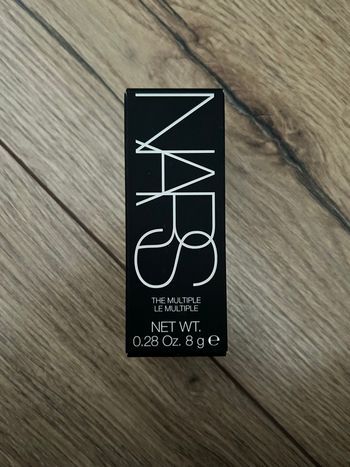 NARS
THE MULTIPLE
LE MULTIPLE
NET WT.
0.28 Oz. 8 g ℮